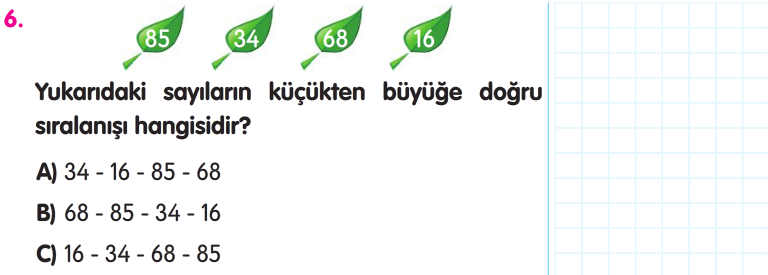 6.
85 34 68 16
Yukarıdaki sayıların küçükten büyüğe doğru
sıralanışı hangisidir?
A) 34 - 16 - 85 - 68
B) 68 - 85 - 34 - 16
C) 16 - 34 - 68 - 85